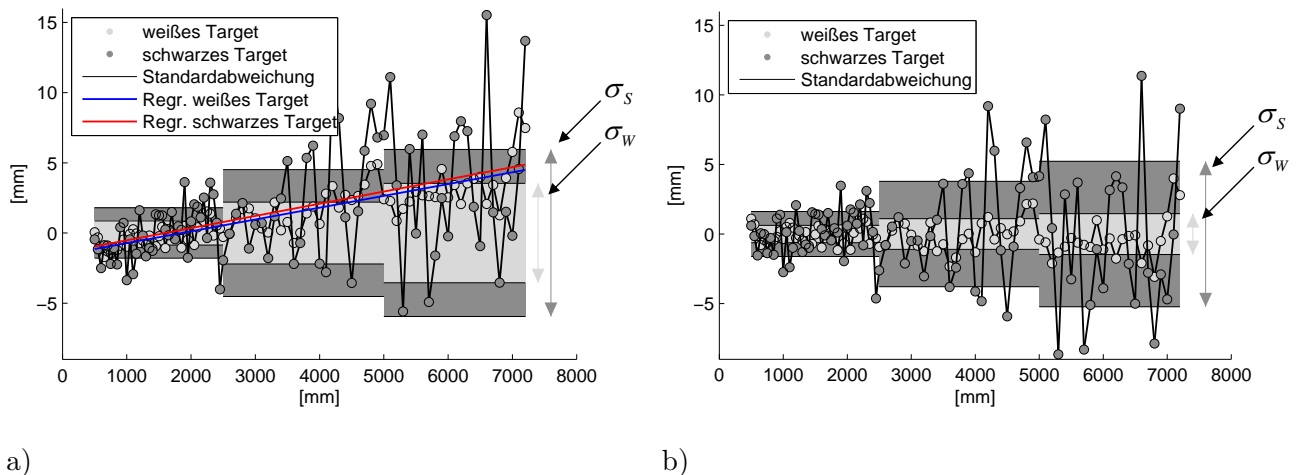 weißes Target
schwarzes Target
Standardabweichung
Regr. weißes Target
Regr. schwarzes Target
σS
σW
15
10
5
0
−5
[mm]
0 1000 2000 3000 4000 5000 6000 7000 8000
[mm]
a)
weißes Target
schwarzes Target
Standardabweichung
σS
σW
15
10
5
0
−5
[mm]
0 1000 2000 3000 4000 5000 6000 7000 8000
[mm]
b)